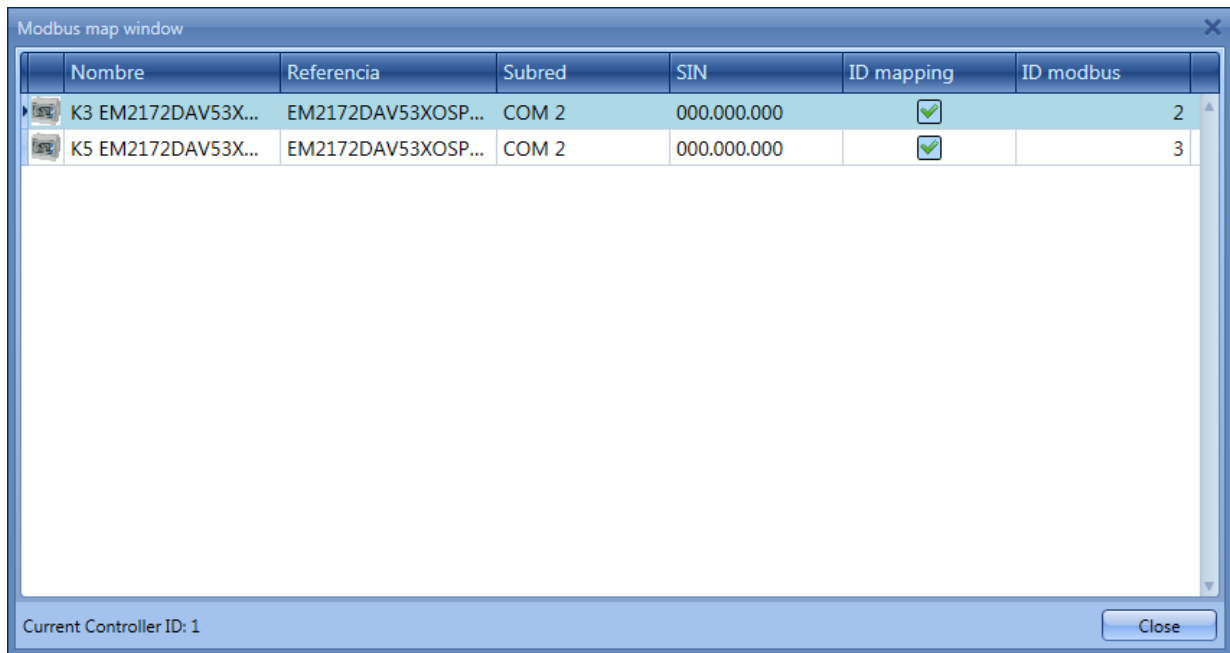 Modbus map window
Nombre Referencia Subred SIN ID mapping ID modbus
K3 EM2172DAV53X... EM2172DAV53XOSP... COM 2 000.000.000 2
K5 EM2172DAV53X... EM2172DAV53XOSP... COM 2 000.000.000 3
Current Controller ID: 1 Close